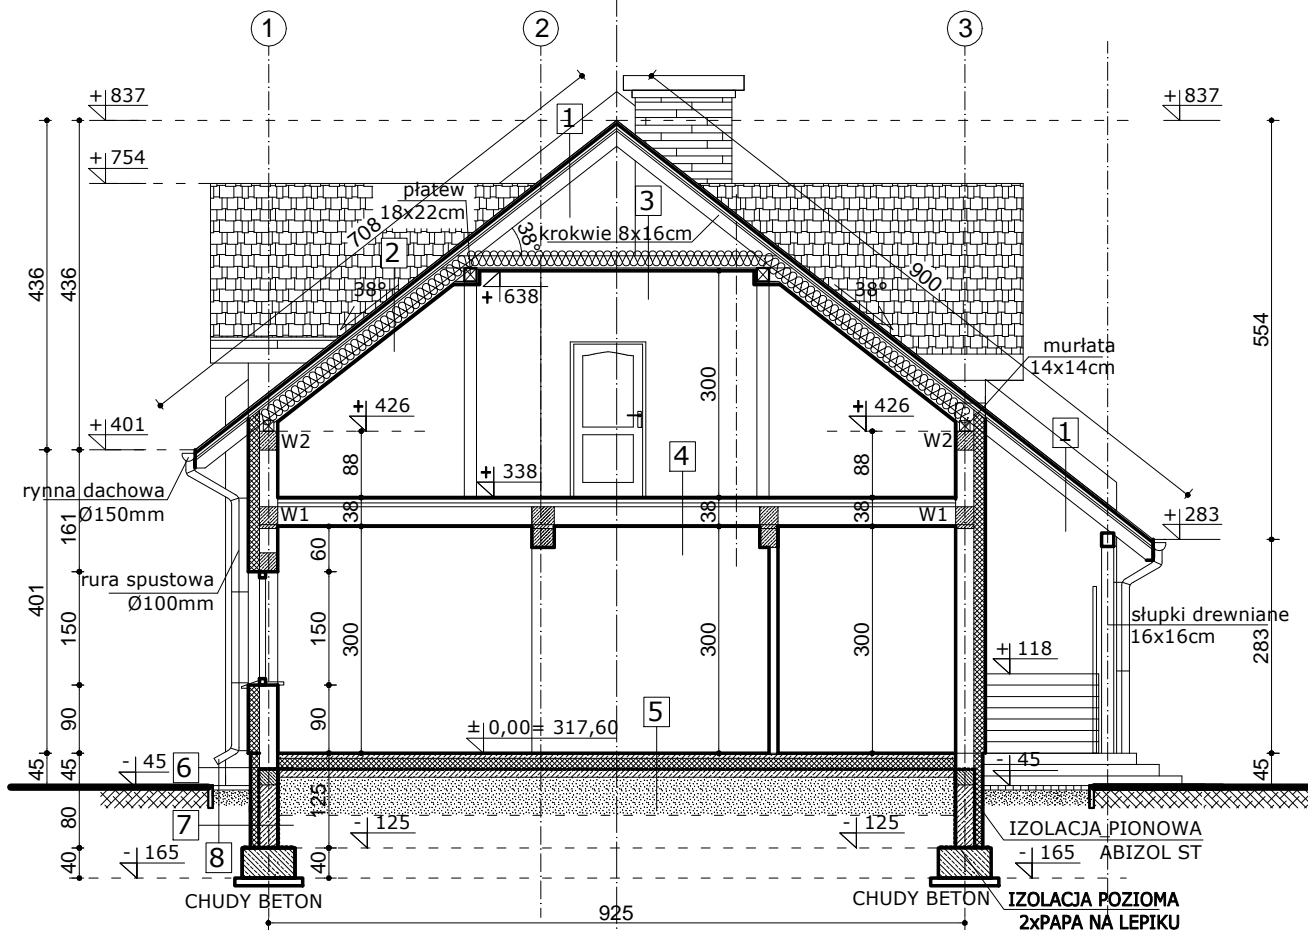 1
2
3
+837
+837
+754
1
płatew
18x22cm
3
708
38°
krokwie 8x16cm
2
900
436
436
38°
+638
38°
554
murłata
14x14cm
300
+426
+426
+401
1
W2
W2
88
88
4
+338
rynna dachowa
Ø150mm
161
38
38
38
W1
W1
+283
60
rura spustowa
Ø100mm
401
150
150
300
300
300
słupki drewniane
16x16cm
283
+118
90
90
5
±0,00=317,60
45
45
-45
6
-45
45
80
125
7
-125
-125
IZOLACJA PIONOWA
ABIZOL ST
8
40
-165
40
-165
CHUDY BETON
CHUDY BETON
IZOLACJA POZIOMA
2xPAPA NA LEPIKU
925